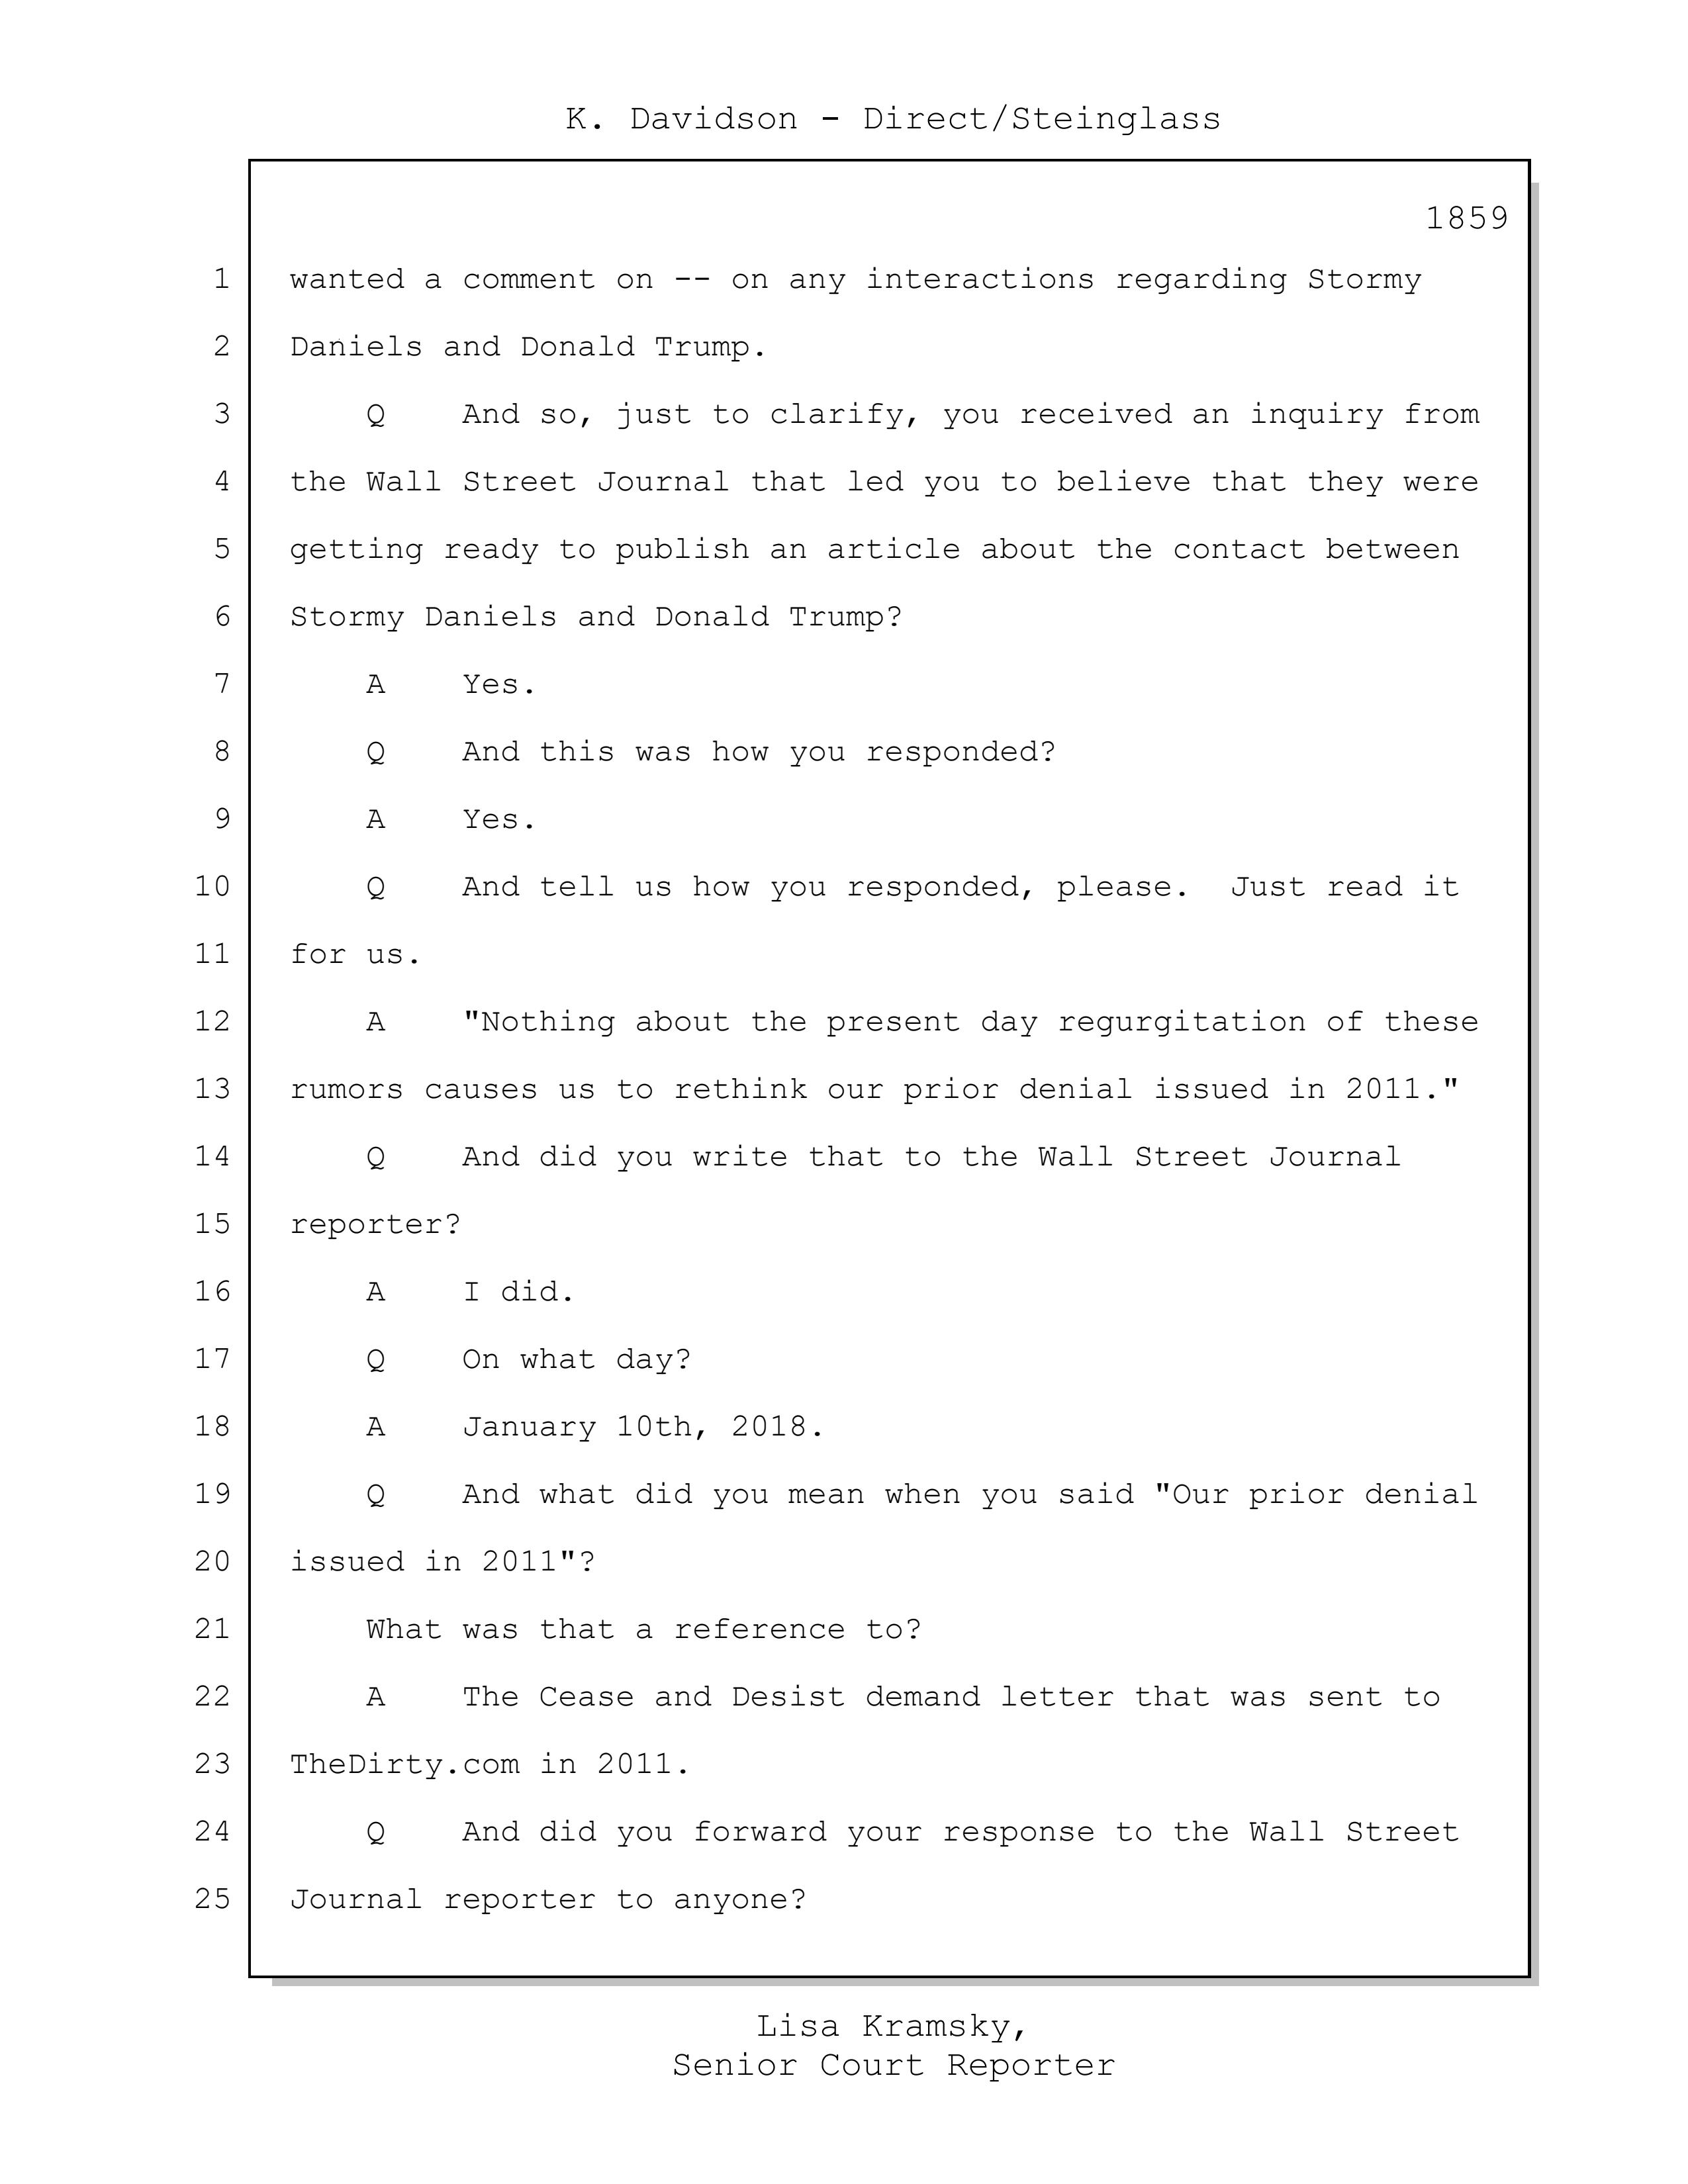 K. Davidson - Direct/Steinglass
1859
1 wanted a comment on -- on any interactions regarding Stormy
2 Daniels and Donald Trump.
3 Q And so, just to clarify, you received an inquiry from
4 the Wall Street Journal that led you to believe that they were
5 getting ready to publish an article about the contact between
6 Stormy Daniels and Donald Trump?
7 A Yes.
8 Q And this was how you responded?
9 A Yes.
10 Q And tell us how you responded, please. Just read it
11 for us.
12 A "Nothing about the present day regurgitation of these
13 rumors causes us to rethink our prior denial issued in 2011."
14 Q And did you write that to the Wall Street Journal
15 reporter?
16 A I did.
17 Q On what day?
18 A January 10th, 2018.
19 Q And what did you mean when you said "Our prior denial
20 issued in 2011"?
21 What was that a reference to?
22 A The Cease and Desist demand letter that was sent to
23 TheDirty.com in 2011.
24 Q And did you forward your response to the Wall Street
25 Journal reporter to anyone?
Lisa Kramsky,
Senior Court Reporter